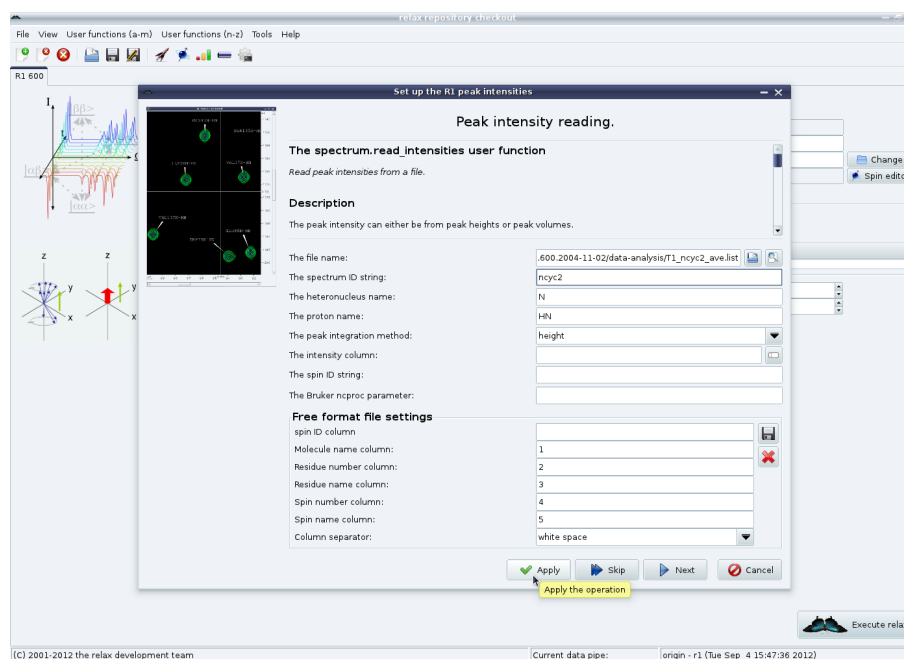 relax repository checkout
File View User functions (a-m) User functions (n-z) Tools Help
R1 600
Set up the R1 peak intensities
I
|ββ>
|αβ
|αα>
Peak intensity reading.
The spectrum.read_intensities user function
Read peak intensities from a file.
Description
The peak intensity can either be from peak heights or peak volumes.
Change
Spin edito
The file name: .600.2004-11-02/data-analysis/T1_ncyc2_ave.list
The spectrum ID string: ncyc2
The heteronucleus name: N
The proton name: HN
The peak integration method: height
The intensity column:
The spin ID string:
The Bruker ncproc parameter:
z z
y y
x x
Free format file settings
spin ID column
Molecule name column: 1
Residue number column: 2
Residue name column: 3
Spin number column: 4
Spin name column: 5
Column separator: white space
Apply Skip Next Cancel
Apply the operation
Execute rela
(C) 2001-2012 the relax development team Current data pipe: origin - r1 (Tue Sep 4 15:47:36 2012)